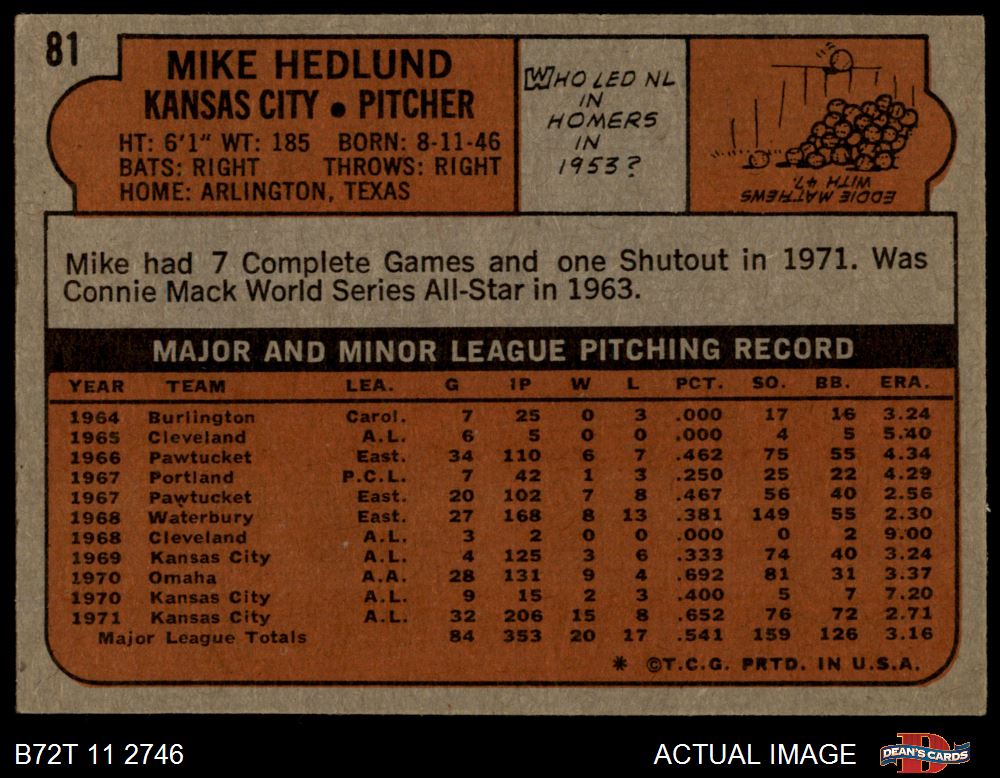 81
MIKE HEDLUND
KANSAS CITY • PITCHER
HT: 6'1" WT: 185 BORN: 8-11-46
BATS: RIGHT THROWS: RIGHT
HOME: ARLINGTON, TEXAS
WHO LED NL
IN
HOMERS
IN
1953?
EDDIE MATHEWS
WITH 47.
Mike had 7 Complete Games and one Shutout in 1971. Was
Connie Mack World Series All-Star in 1963.
MAJOR AND MINOR LEAGUE PITCHING RECORD
YEAR TEAM LEA. G IP W L PCT. SO. BB. ERA.
1964 Burlington Carol. 7 25 0 3 .000 17 16 3.24
1965 Cleveland A.L. 6 5 0 0 .000 4 5 5.40
1966 Pawtucket East. 34 110 6 7 .462 75 55 4.34
1967 Portland P.C.L. 7 42 1 3 .250 25 22 4.29
1967 Pawtucket East. 20 102 7 8 .467 56 40 2.56
1968 Waterbury East. 27 168 8 13 .381 149 55 2.30
1968 Cleveland A.L. 3 2 0 0 .000 0 2 9.00
1969 Kansas City A.L. 4 125 3 6 .333 74 40 3.24
1970 Omaha A.A. 28 131 9 4 .692 81 31 3.37
1970 Kansas City A.L. 9 15 2 3 .400 5 7 7.20
1971 Kansas City A.L. 32 206 15 8 .652 76 72 2.71
Major League Totals 84 353 20 17 .541 159 126 3.16
* ©T.C.G. PRTD. IN U.S.A.
B72T 11 2746
ACTUAL IMAGE
D
DEAN'S CARDS